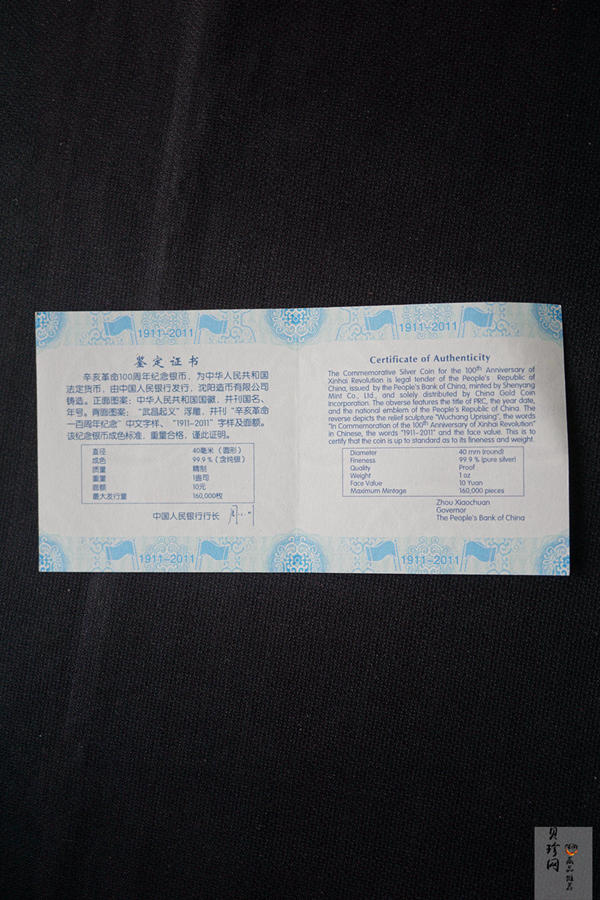 1911-2011
鉴定证书
辛亥革命100周年纪念银币，为中华人民共和国
法定货币，由中国人民银行发行，沈阳造币有限公司
铸造。正面图案：中华人民共和国国徽，并刊国名、
年号。背面图案：“武昌起义”浮雕，并刊“辛亥革命
一百周年纪念”中文字样、“1911-2011”字样及面额。
该纪念银币成色标准，重量合格，谨此证明。
直径 40毫米（圆形）
成色 99.9％（含纯银）
质量 精制
重量 1盎司
面额 10元
最大发行量 160,000枚
中国人民银行行长
1911-2011
1911-2011
Certificate of Authenticity
The Commemorative Silver Coin for the 100th Anniversary of
Xinhai Revolution is legal tender of the People's Republic of
China, issued by the People's Bank of China, minted by Shenyang
Mint Co., Ltd., and solely distributed by China Gold Coin
Incorporation. The obverse features the title of PRC, the year date,
and the national emblem of the People's Republic of China. The
reverse depicts the relief sculpture "Wuchang Uprising", the words
"In Commemoration of the 100th Anniversary of Xinhai Revolution"
in Chinese, the words "1911-2011" and the face value. This is to
certify that the coin is up to standard as to its fineness and weight.
Diameter 40 mm (round)
Fineness 99.9 % (pure silver)
Quality Proof
Weight 1 oz
Face Value 10 Yuan
Maximum Mintage 160,000 pieces
Zhou Xiaochuan
Governor
The People's Bank of China
1911-2011
贝珍网